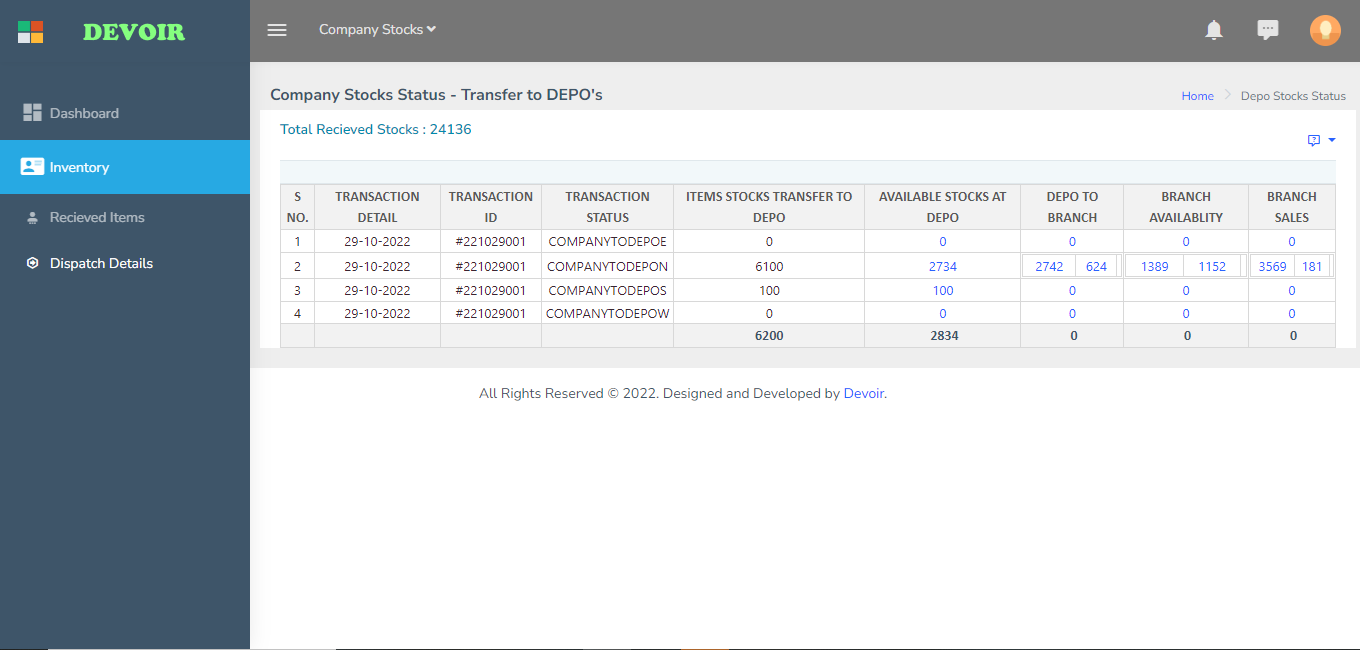 DEVOIR
Company Stocks
Dashboard
Inventory
Recieved Items
Dispatch Details
Company Stocks Status - Transfer to DEPO's
Home Depo Stocks Status
Total Recieved Stocks : 24136
S NO. TRANSACTION DETAIL TRANSACTION ID TRANSACTION STATUS ITEMS STOCKS TRANSFER TO DEPO AVAILABLE STOCKS AT DEPO DEPO TO BRANCH BRANCH AVAILABLITY BRANCH SALES
1 29-10-2022 #221029001 COMPANYTODEPOE 0 0 0 0 0
2 29-10-2022 #221029001 COMPANYTODEPON 6100 2734 2742 624 1389 1152 3569 181
3 29-10-2022 #221029001 COMPANYTODEPOS 100 100 0 0 0
4 29-10-2022 #221029001 COMPANYTODEPOW 0 0 0 0 0
6200 2834 0 0 0
All Rights Reserved © 2022. Designed and Developed by Devoir.